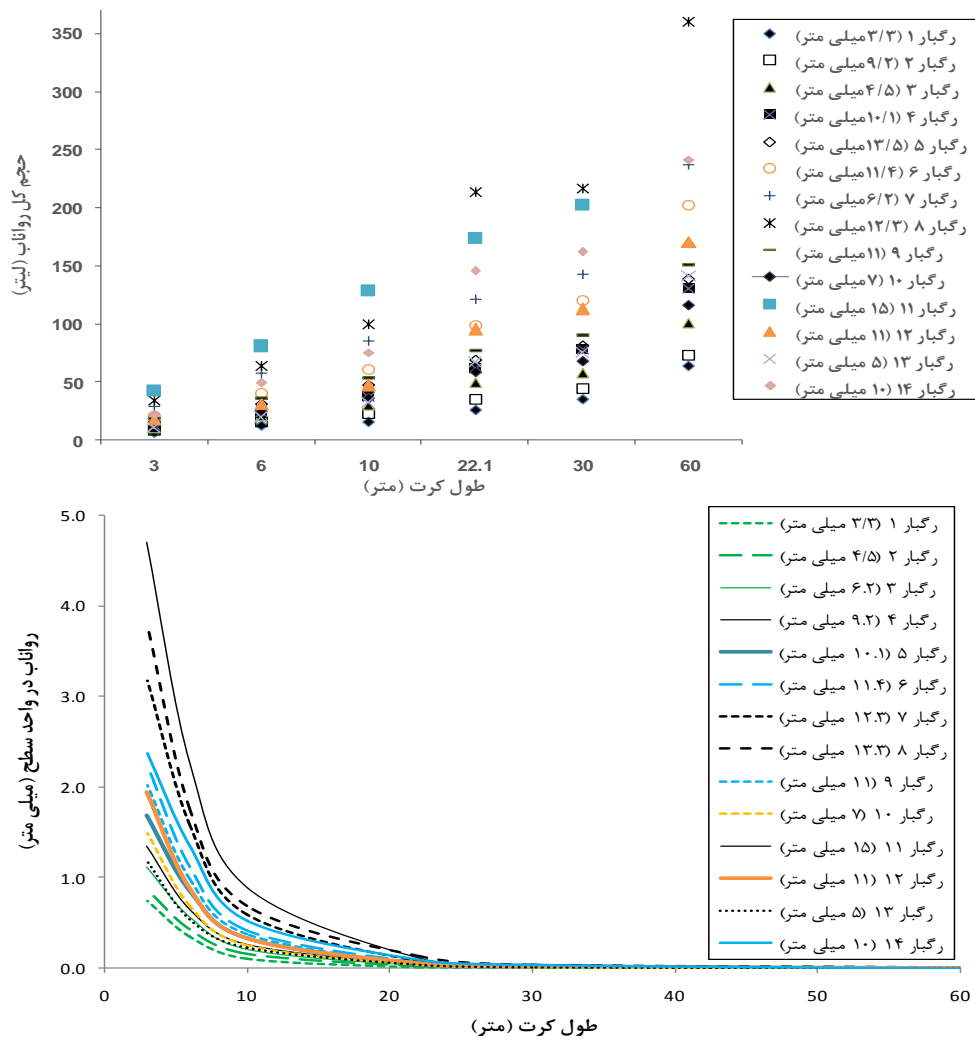 350
300
250
200
150
100
50
0
حجم کل رواناب (لیتر)
3 6 10 22.1 30 60
طول کرت (متر)
رگبار ۱ (۳/۳میلی متر)
رگبار ۲ (۹/۲میلی متر)
رگبار ۳ (۴/۵میلی متر)
رگبار ۴ (۱۰/۱میلی متر)
رگبار ۵ (۱۳/۵میلی متر)
رگبار ۶ (۱۱/۴میلی متر)
رگبار ۷ (۶/۲میلی متر)
رگبار ۸ (۱۲/۳میلی متر)
رگبار ۹ (۱۱میلی متر)
رگبار ۱۰ (۷میلی متر)
رگبار ۱۱ (۱۵ میلی متر)
رگبار ۱۲ (۱۱ میلی متر)
رگبار ۱۳ (۵ میلی متر)
رگبار ۱۴ (۱۰ میلی متر)
5.0
4.0
3.0
2.0
1.0
0.0
رواناب در واحد سطح (میلی متر)
0 10 20 30 40 50 60
طول کرت (متر)
رگبار ۱ (۳/۳ میلی متر)
رگبار ۲ (۴/۵ میلی متر)
رگبار ۳ (۶.۲ میلی متر)
رگبار ۴ (۹.۲ میلی متر)
رگبار ۵ (۱۰.۱ میلی متر)
رگبار ۶ (۱۱.۴ میلی متر)
رگبار ۷ (۱۲.۳ میلی متر)
رگبار ۸ (۱۳.۳ میلی متر)
رگبار ۹ (۱۱ میلی متر)
رگبار ۱۰ (۷ میلی متر)
رگبار ۱۱ (۱۵ میلی متر)
رگبار ۱۲ (۱۱ میلی متر)
رگبار ۱۳ (۵ میلی متر)
رگبار ۱۴ (۱۰ میلی متر)